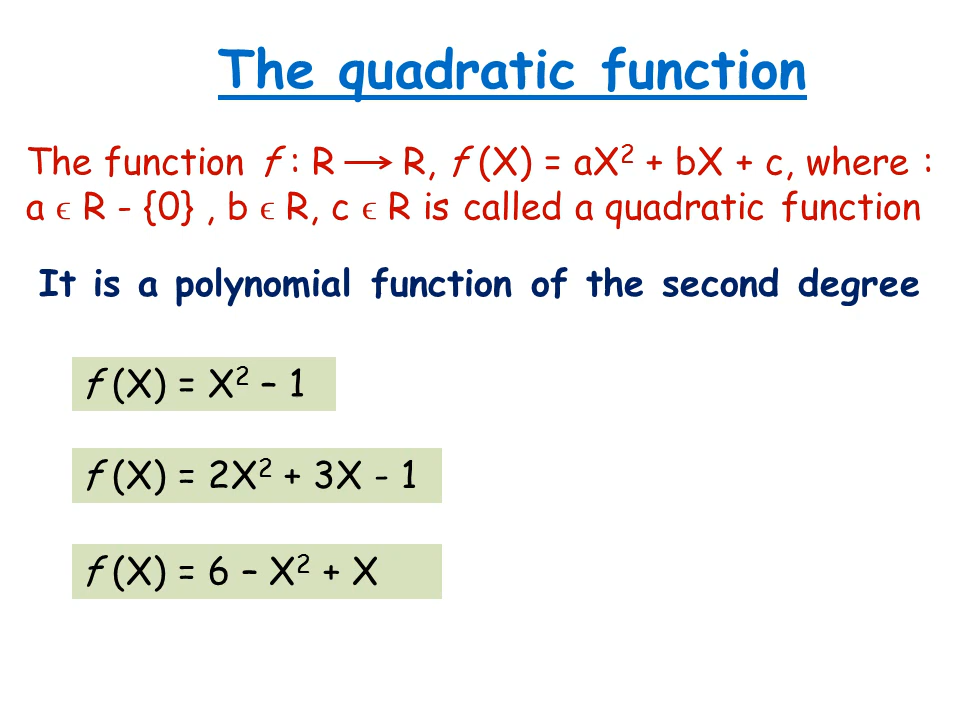 The quadratic function
The function f : R ⟶ R, f (X) = aX² + bX + c, where :
a ϵ R - {0} , b ϵ R, c ϵ R is called a quadratic function
It is a polynomial function of the second degree
f (X) = X² – 1
f (X) = 2X² + 3X - 1
f (X) = 6 – X² + X